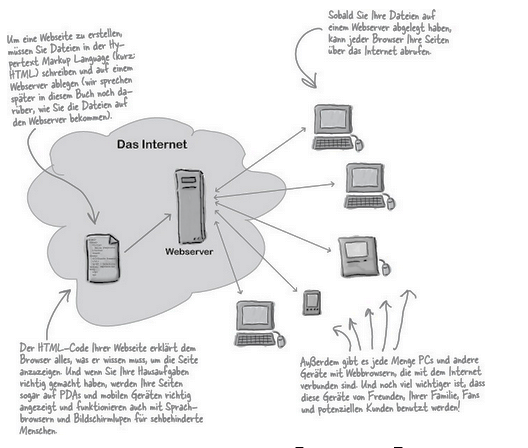 Um eine Webseite zu erstellen,
müssen Sie Dateien in der Hy-
pertext Markup Language (kurz:
HTML) schreiben und auf einem
Webserver ablegen (wir sprechen
später in diesem Buch noch da-
rüber, wie Sie die Dateien auf
den Webserver bekommen).
Sobald Sie Ihre Dateien auf
einem Webserver abgelegt haben,
kann jeder Browser Ihre Seiten
über das Internet abrufen.
Das Internet
Webserver
Der HTML-Code Ihrer Webseite erklärt dem
Browser alles, was er wissen muss, um die Seite
anzuzeigen. Und wenn Sie Ihre Hausaufgaben
richtig gemacht haben, werden Ihre Seiten
sogar auf PDAs und mobilen Geräten richtig
angezeigt und funktionieren auch mit Sprach-
browsern und Bildschirmlupen für sehbehinderte
Menschen.
Außerdem gibt es jede Menge PCs und andere
Geräte mit Webbrowsern, die mit dem Internet
verbunden sind. Und noch viel wichtiger ist, dass
diese Geräte von Freunden, Ihrer Familie, Fans
und potenziellen Kunden benutzt werden!